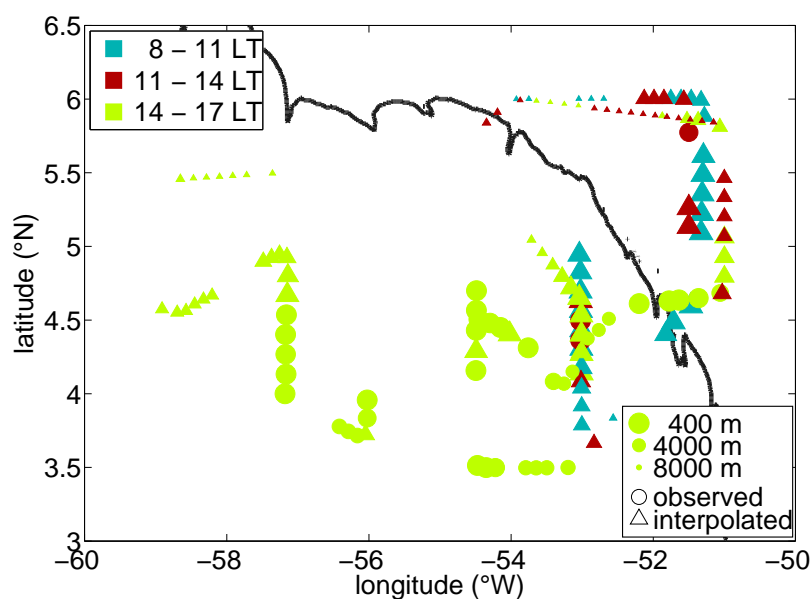 6.5
6
5.5
5
4.5
4
3.5
3
latitude (°N)
8 − 11 LT
11 − 14 LT
14 − 17 LT
400 m
4000 m
8000 m
observed
interpolated
−60
−58
−56
−54
−52
−50
longitude (°W)